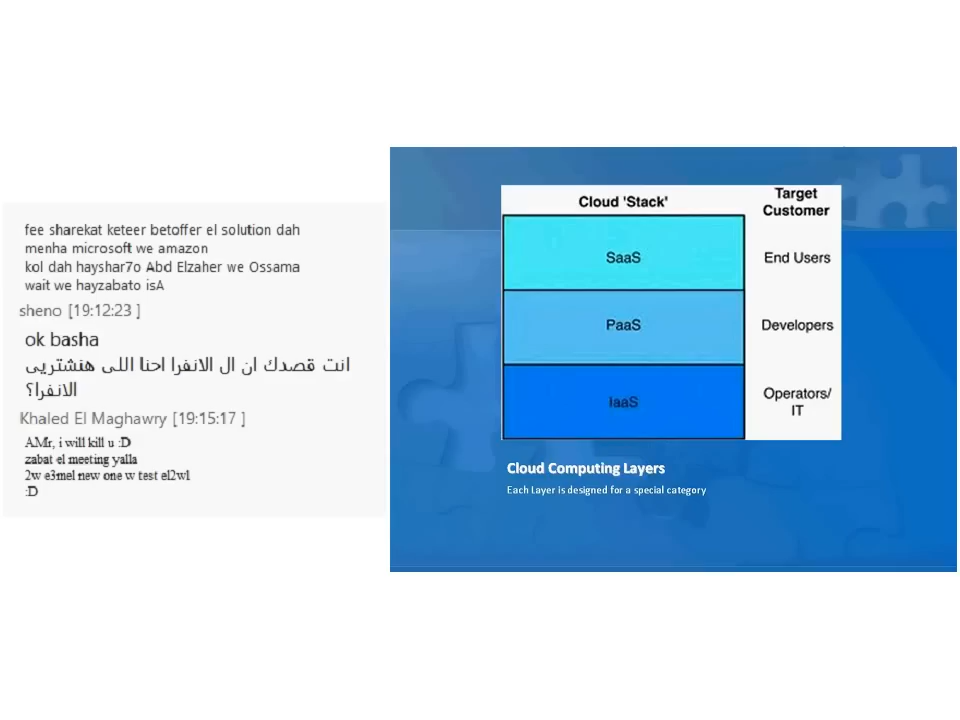 fee sharekat keteer betoffer el solution dah
menha microsoft we amazon
kol dah hayshar7o Abd Elzaher we Ossama
wait we hayzabato isA
sheno [19:12:23 ]
ok basha
انت قصدك ان ال الانفرا احنا اللى هنشتريى
الانفرا؟
Khaled El Maghawry [19:15:17 ]
AMr, i will kill u :D
zabat el meeting yalla
2w e3mel new one w test el2wl
:D
Cloud 'Stack'
Target
Customer
SaaS
End Users
PaaS
Developers
IaaS
Operators/
IT
Cloud Computing Layers
Each Layer is designed for a special category